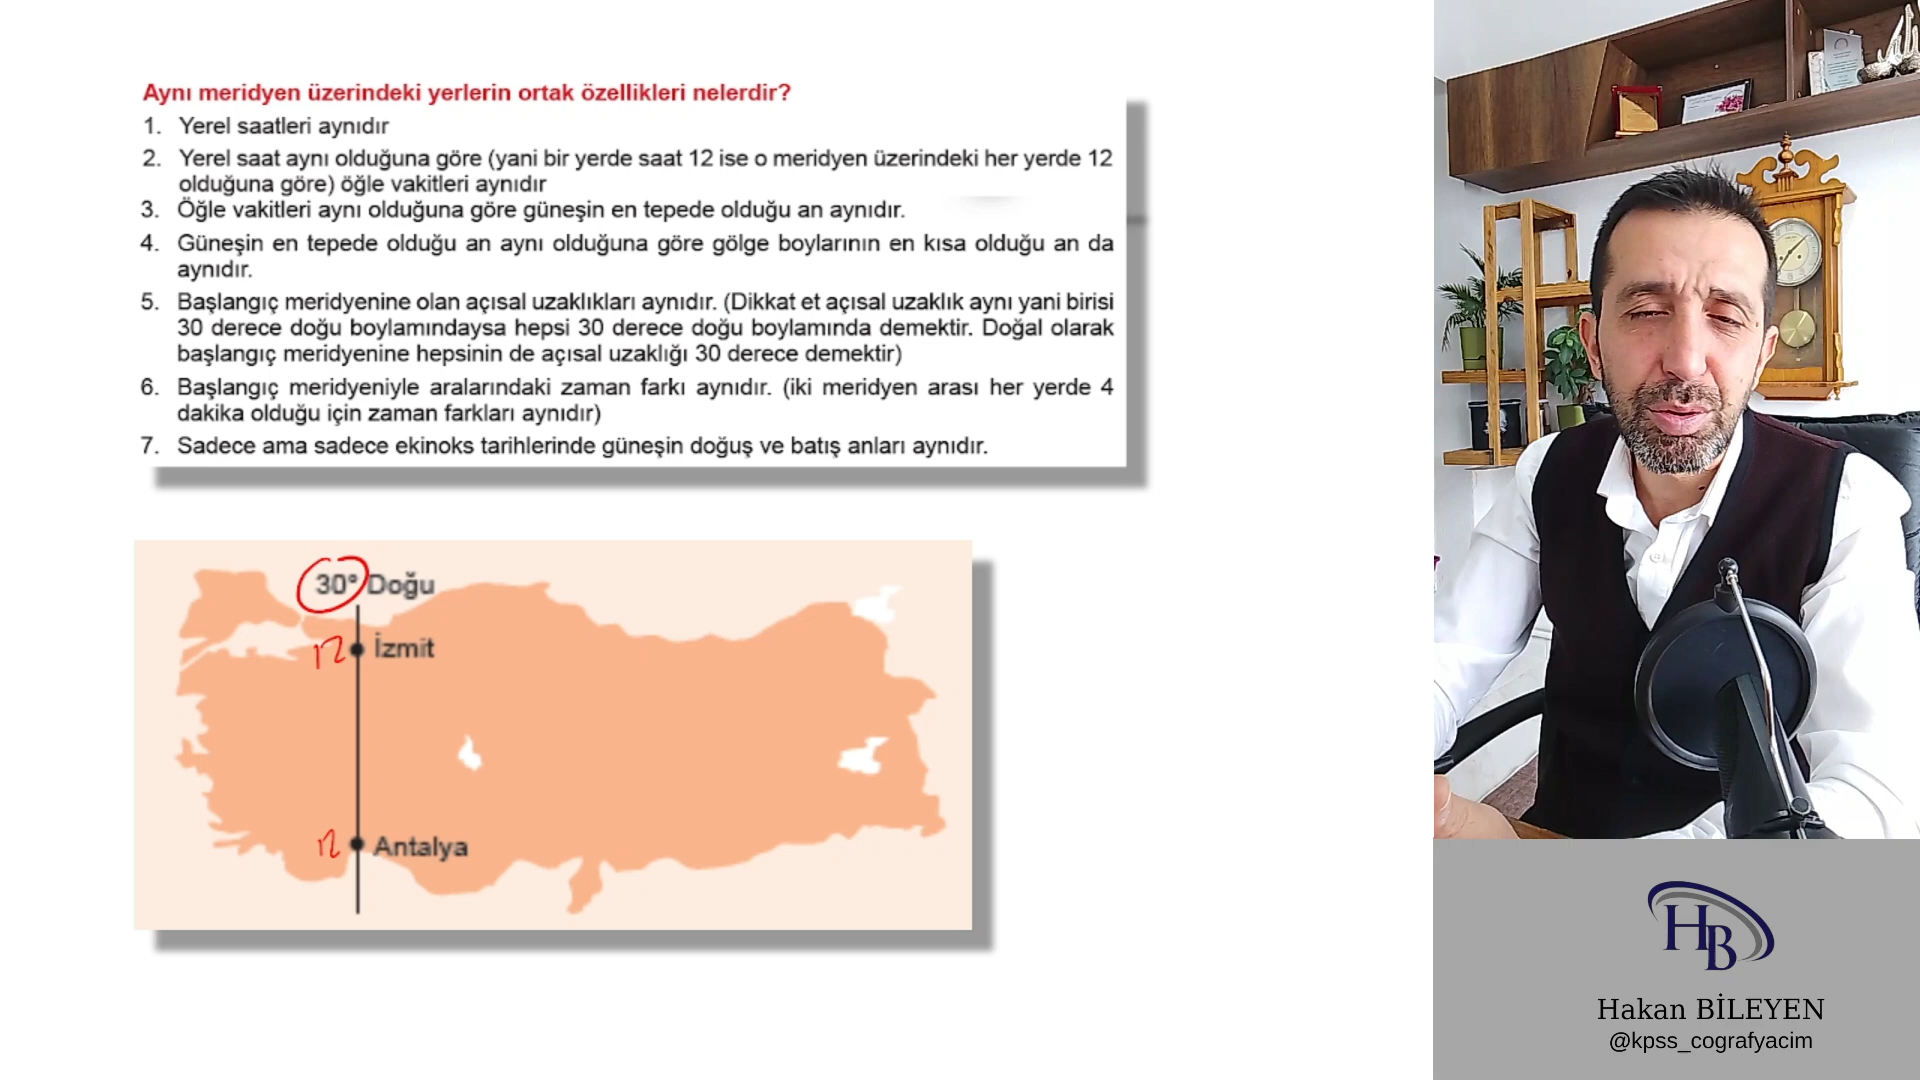 Aynı meridyen üzerindeki yerlerin ortak özellikleri nelerdir?
1. Yerel saatleri aynıdır
2. Yerel saat aynı olduğuna göre (yani bir yerde saat 12 ise o meridyen üzerindeki her yerde 12
olduğuna göre) öğle vakitleri aynıdır
3. Öğle vakitleri aynı olduğuna göre güneşin en tepede olduğu an aynıdır.
4. Güneşin en tepede olduğu an aynı olduğuna göre gölge boylarının en kısa olduğu an da
aynıdır.
5. Başlangıç meridyenine olan açısal uzaklıkları aynıdır. (Dikkat et açısal uzaklık aynı yani birisi
30 derece doğu boylamındaysa hepsi 30 derece doğu boylamında demektir. Doğal olarak
başlangıç meridyenine hepsinin de açısal uzaklığı 30 derece demektir)
6. Başlangıç meridyeniyle aralarındaki zaman farkı aynıdır. (iki meridyen arası her yerde 4
dakika olduğu için zaman farkları aynıdır)
7. Sadece ama sadece ekinoks tarihlerinde güneşin doğuş ve batış anları aynıdır.
30° Doğu
12 İzmit
12 Antalya
HB
Hakan BİLEYEN
@kpss_cografyacim